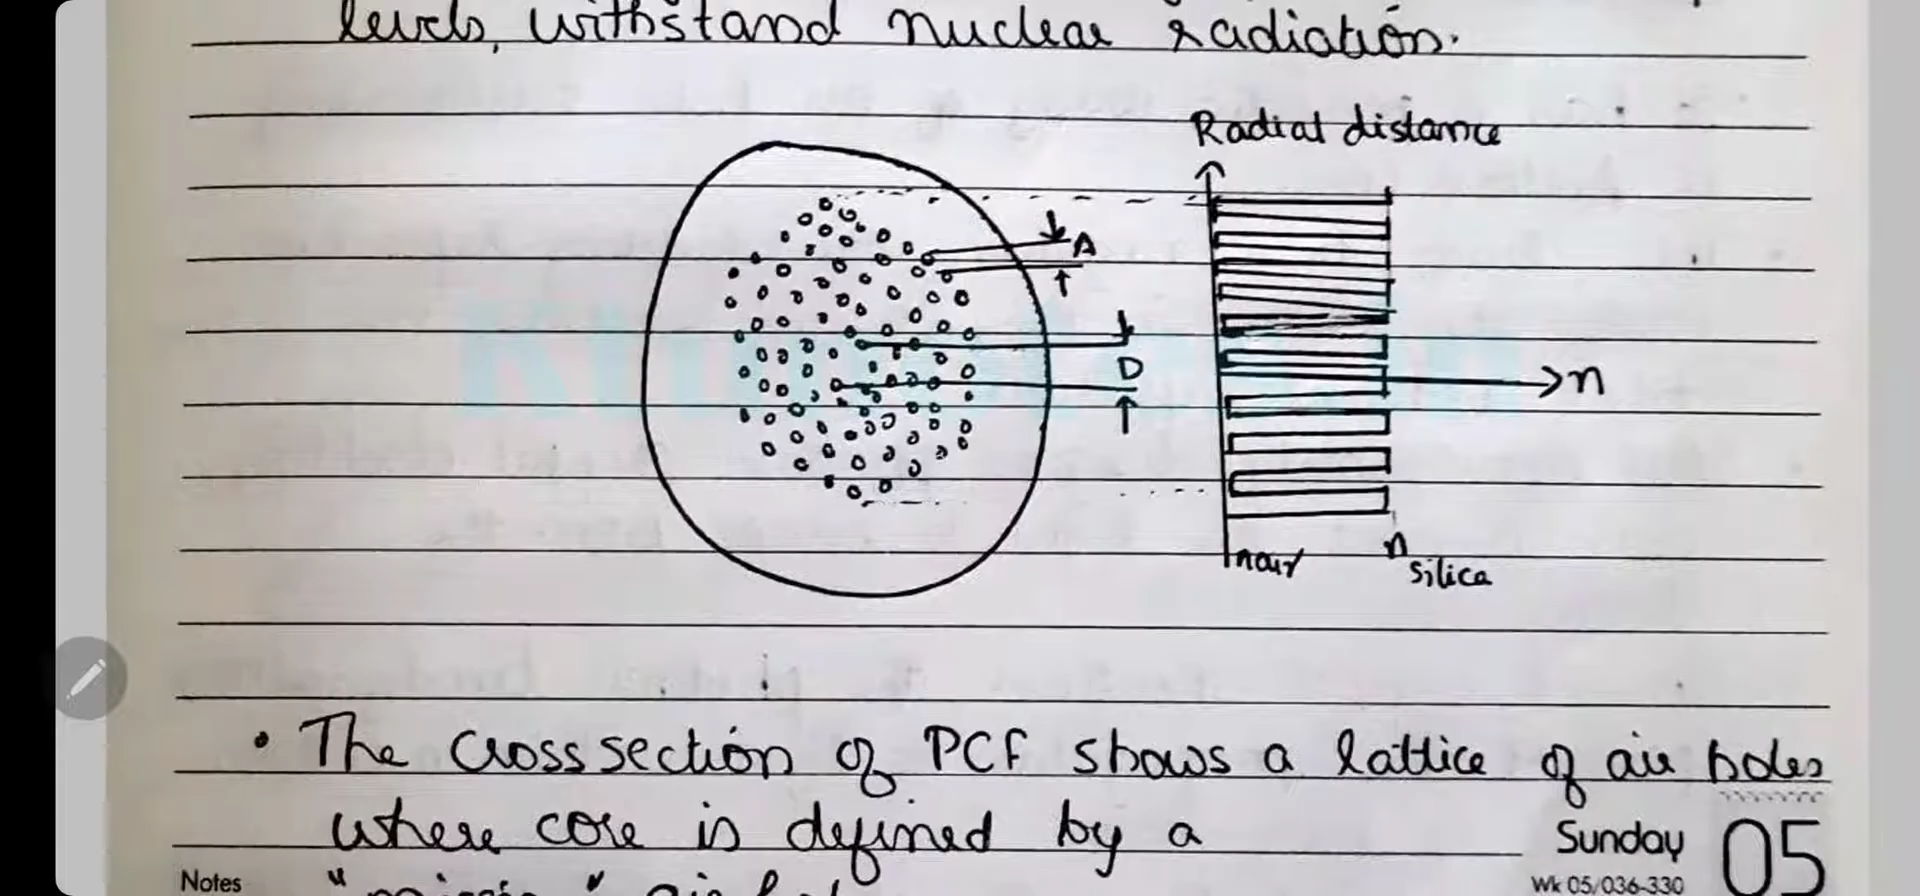 levels, withstand nuclear radiation.
Radial distance
A
D
n
nair
n silica
• The cross section of PCF shows a lattice of air holes
where core is defined by a
Sunday 05
Notes
Wk 05/036-330